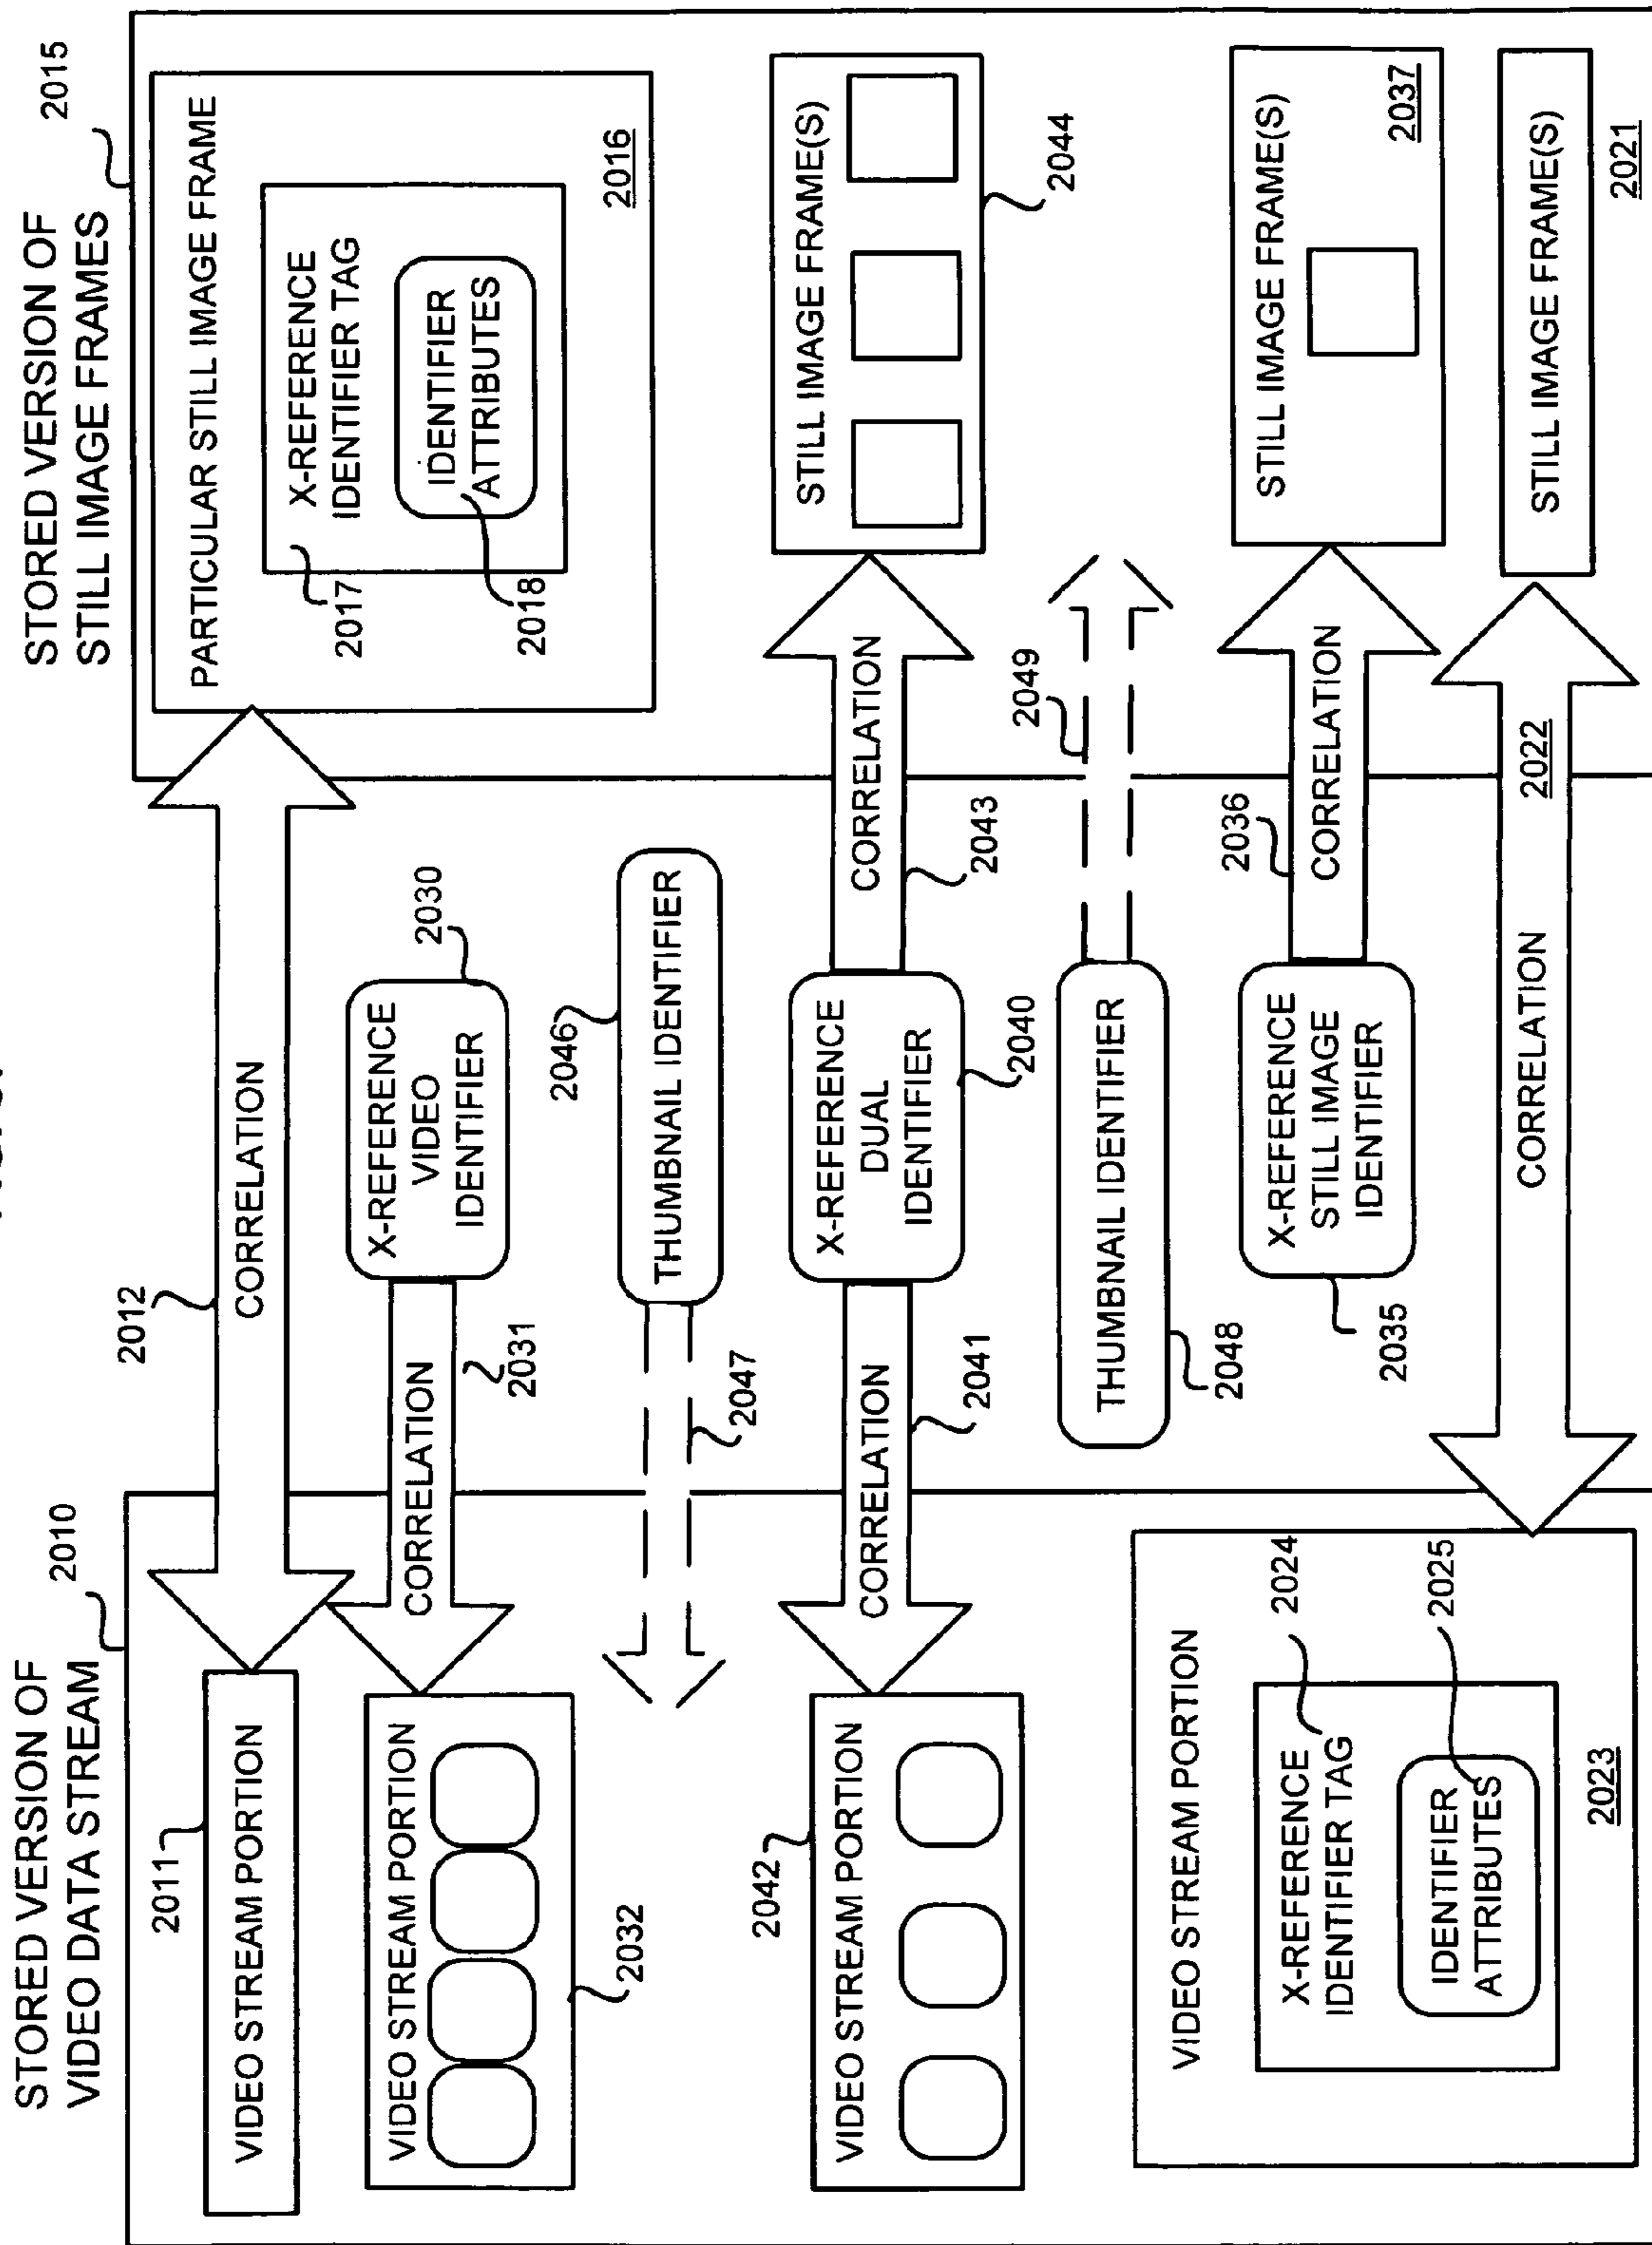 STORED VERSION OF
VIDEO DATA STREAM
2010
STORED VERSION OF
STILL IMAGE FRAMES
2015
2011
VIDEO STREAM PORTION
2012
CORRELATION
PARTICULAR STILL IMAGE FRAME
X-REFERENCE
IDENTIFIER TAG
IDENTIFIER
ATTRIBUTES
2017
2018
2016
VIDEO STREAM PORTION
2032
CORRELATION
2031
X-REFERENCE
VIDEO
IDENTIFIER
2030
2047
2046
THUMBNAIL IDENTIFIER
2042
VIDEO STREAM PORTION
CORRELATION
2041
X-REFERENCE
DUAL
IDENTIFIER
2040
CORRELATION
2043
STILL IMAGE FRAME(S)
2044
THUMBNAIL IDENTIFIER
2048
2049
VIDEO STREAM PORTION
X-REFERENCE
IDENTIFIER TAG
2024
IDENTIFIER
ATTRIBUTES
2025
2023
X-REFERENCE
STILL IMAGE
IDENTIFIER
2035
2036
CORRELATION
STILL IMAGE FRAME(S)
2037
CORRELATION
2022
STILL IMAGE FRAME(S)
2021